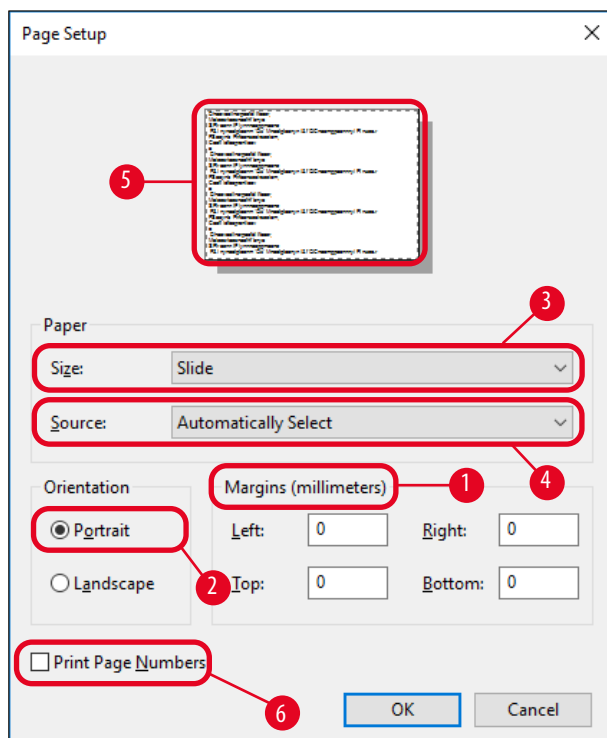 Page Setup
5
3
Paper
Size: Slide
Source: Automatically Select
4
Orientation
Margins (millimeters)
1
Portrait
Left: 0 Right: 0
2
Landscape
Top: 0 Bottom: 0
Print Page Numbers
6
OK Cancel